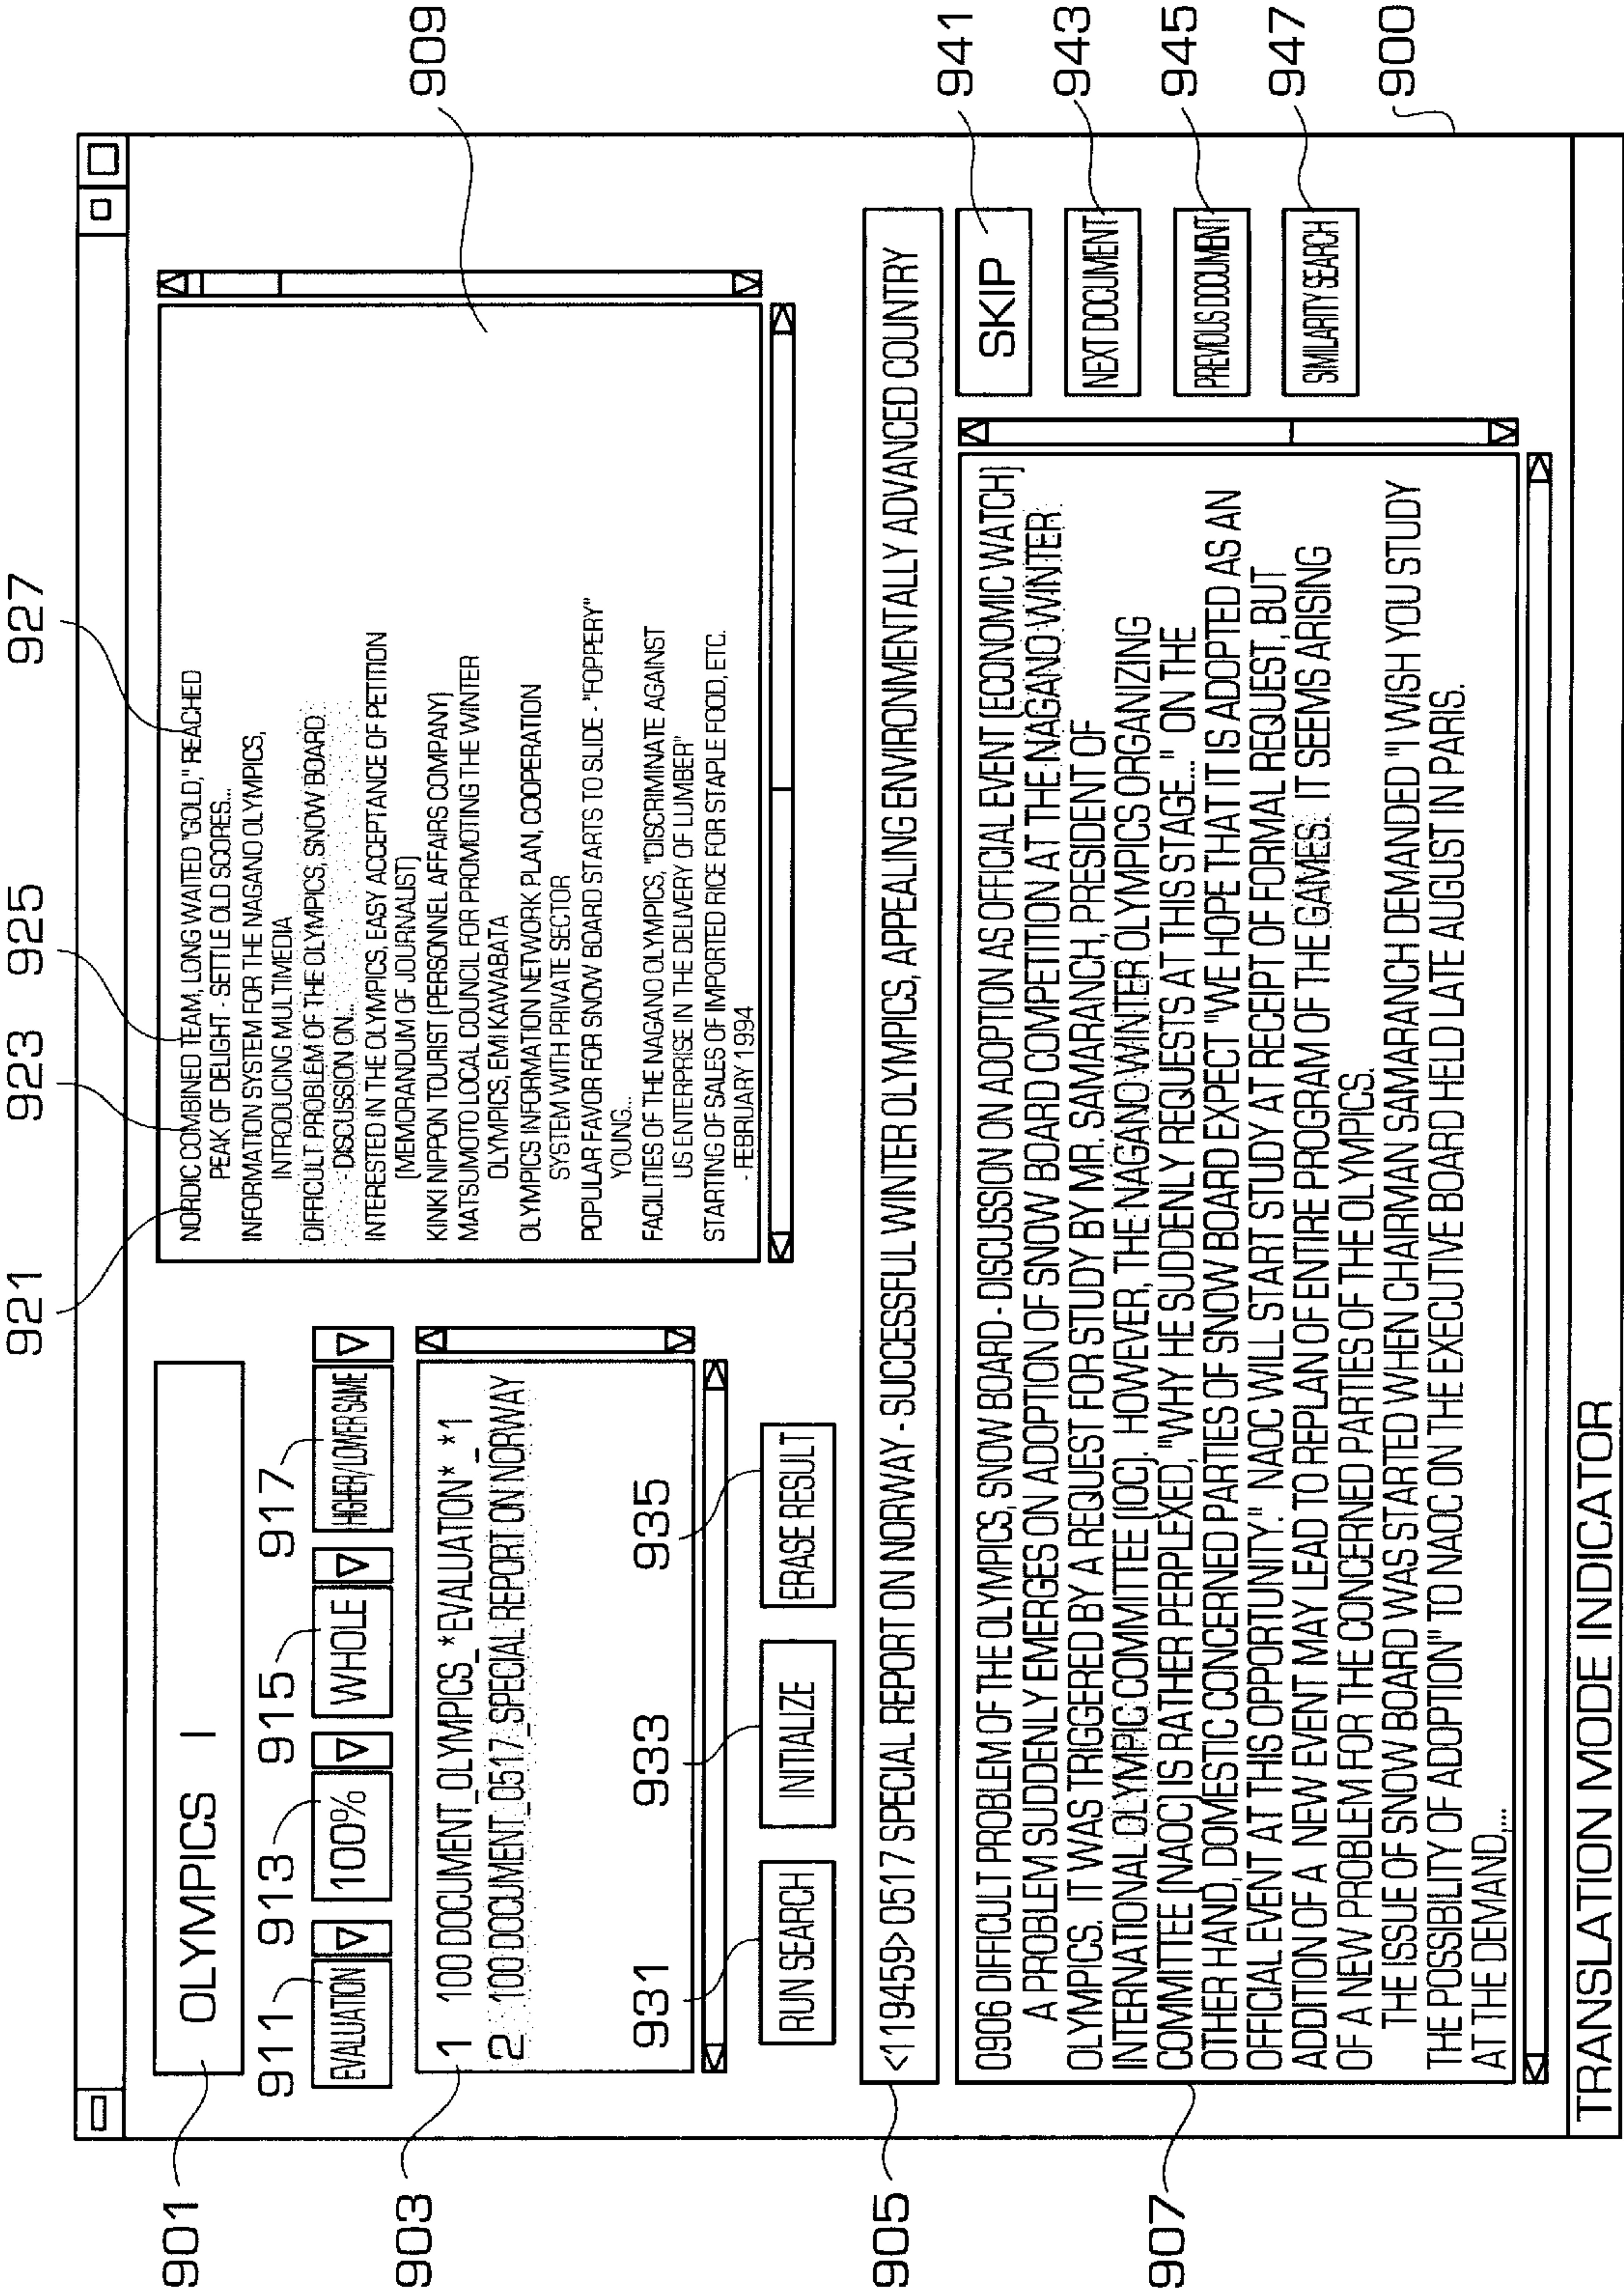 921 923 925 927
901
OLYMPICS
911 913 915 917
EVALUATION 100% WHOLE HIGHER/LOWER SAME
903
1 100 DOCUMENT_OLYMPICS_*EVALUATION*_*1
2 100 DOCUMENT_0517_SPECIAL REPORT ON NORWAY
931 933 935
RUN SEARCH INITIALIZE ERASE RESULT
NORDIC COMBINED TEAM, LONG WAITED "GOLD," REACHED
PEAK OF DELIGHT - SETTLE OLD SCORES...
INFORMATION SYSTEM FOR THE NAGANO OLYMPICS,
INTRODUCING MULTIMEDIA
DIFFICULT PROBLEM OF THE OLYMPICS, SNOW BOARD
- DISCUSSION ON...
INTERESTED IN THE OLYMPICS, EASY ACCEPTANCE OF PETITION
(MEMORANDUM OF JOURNALIST)
KINKI NIPPON TOURIST (PERSONNEL AFFAIRS COMPANY)
MATSUMOTO LOCAL COUNCIL FOR PROMOTING THE WINTER
OLYMPICS, EMI KAWABATA
OLYMPICS INFORMATION NETWORK PLAN, COOPERATION
SYSTEM WITH PRIVATE SECTOR
POPULAR FAVOR FOR SNOW BOARD STARTS TO SLIDE - "FOPPERY"
YOUNG...
FACILITIES OF THE NAGANO OLYMPICS, "DISCRIMINATE AGAINST
US ENTERPRISE IN THE DELIVERY OF LUMBER"
STARTING OF SALES OF IMPORTED RICE FOR STAPLE FOOD, ETC.
- FEBRUARY 1994
909
905
<119459> 0517 SPECIAL REPORT ON NORWAY - SUCCESSFUL WINTER OLYMPICS, APPEALING ENVIRONMENTALLY ADVANCED COUNTRY
907
0906 DIFFICULT PROBLEM OF THE OLYMPICS, SNOW BOARD - DISCUSSION ON ADOPTION AS OFFICIAL EVENT (ECONOMIC WATCH)
A PROBLEM SUDDENLY EMERGES ON ADOPTION OF SNOW BOARD COMPETITION AT THE NAGANO WINTER
OLYMPICS. IT WAS TRIGGERED BY A REQUEST FOR STUDY BY MR. SAMARANCH, PRESIDENT OF
INTERNATIONAL OLYMPIC COMMITTEE (IOC). HOWEVER, THE NAGANO WINTER OLYMPICS ORGANIZING
COMMITTEE (NAOC) IS RATHER PERPLEXED, "WHY HE SUDDENLY REQUESTS AT THIS STAGE..." ON THE
OTHER HAND, DOMESTIC CONCERNED PARTIES OF SNOW BOARD EXPECT "WE HOPE THAT IT IS ADOPTED AS AN
OFFICIAL EVENT AT THIS OPPORTUNITY." NAOC WILL START STUDY AT RECEPT OF FORMAL REQUEST, BUT
ADDITION OF A NEW EVENT MAY LEAD TO REPLAN OF ENTIRE PROGRAM OF THE GAMES. IT SEEMS ARISING
OF A NEW PROBLEM FOR THE CONCERNED PARTIES OF THE OLYMPICS.
THE ISSUE OF SNOW BOARD WAS STARTED WHEN CHAIRMAN SAMARANCH DEMANDED "I WISH YOU STUDY
THE POSSIBILITY OF ADOPTION" TO NAOC ON THE EXECUTIVE BOARD HELD LATE AUGUST IN PARIS.
AT THE DEMAND,...
SKIP 941
NEXT DOCUMENT 943
PREVIOUS DOCUMENT 945
SIMILARITY SEARCH 947
TRANSLATION MODE INDICATOR
900